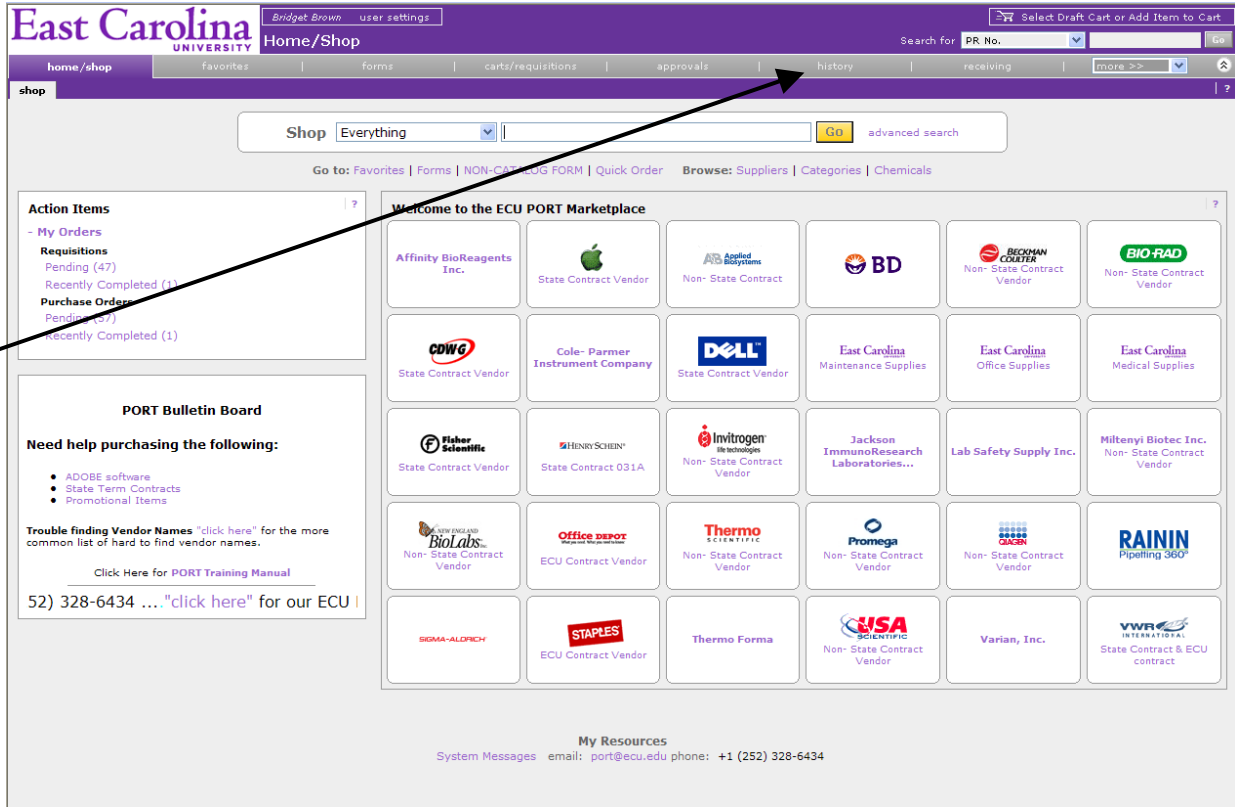 East Carolina
UNIVERSITY
Bridget Brown user settings
Select Draft Cart or Add Item to Cart
Home/Shop
Search for PR No. Go
home/shop favorites | forms | carts/requisitions | approvals | history | receiving | more >>
shop
?
Shop Everything Go advanced search
Go to: Favorites | Forms | NON-CATALOG FORM | Quick Order Browse: Suppliers | Categories | Chemicals
Action Items ?
- My Orders
Requisitions
Pending (47)
Recently Completed (1)
Purchase Orders
Pending (57)
Recently Completed (1)
PORT Bulletin Board
Need help purchasing the following:
• ADOBE software
• State Term Contracts
• Promotional Items
Trouble finding Vendor Names "click here" for the more
common list of hard to find vendor names.
Click Here for PORT Training Manual
52) 328-6434 ...."click here" for our ECU
Welcome to the ECU PORT Marketplace ?
Affinity BioReagents
Inc.
State Contract Vendor
AB Applied
Biosystems
Non- State Contract
BD
BECKMAN
COULTER
Non- State Contract
Vendor
BIO-RAD
Non- State Contract
Vendor
CDWG
State Contract Vendor
Cole- Parmer
Instrument Company
DELL™
State Contract Vendor
East Carolina
Maintenance Supplies
East Carolina
Office Supplies
East Carolina
Medical Supplies
Fisher
Scientific
State Contract Vendor
HENRY SCHEIN®
State Contract 031A
Invitrogen™
life technologies
Non- State Contract
Vendor
Jackson
ImmunoResearch
Laboratories...
Lab Safety Supply Inc.
Miltenyi Biotec Inc.
Non- State Contract
Vendor
NEW ENGLAND
BioLabs
Non- State Contract
Vendor
Office DEPOT
What you need. When you need to know.
ECU Contract Vendor
Thermo
SCIENTIFIC
Non- State Contract
Vendor
Promega
Non- State Contract
Vendor
QIAGEN
Non- State Contract
Vendor
RAININ
Pipetting 360°
SIGMA-ALDRICH
STAPLES
ECU Contract Vendor
Thermo Forma
USA
SCIENTIFIC
Non- State Contract
Vendor
Varian, Inc.
VWR
INTERNATIONAL
State Contract & ECU
contract
My Resources
System Messages email: port@ecu.edu phone: +1 (252) 328-6434